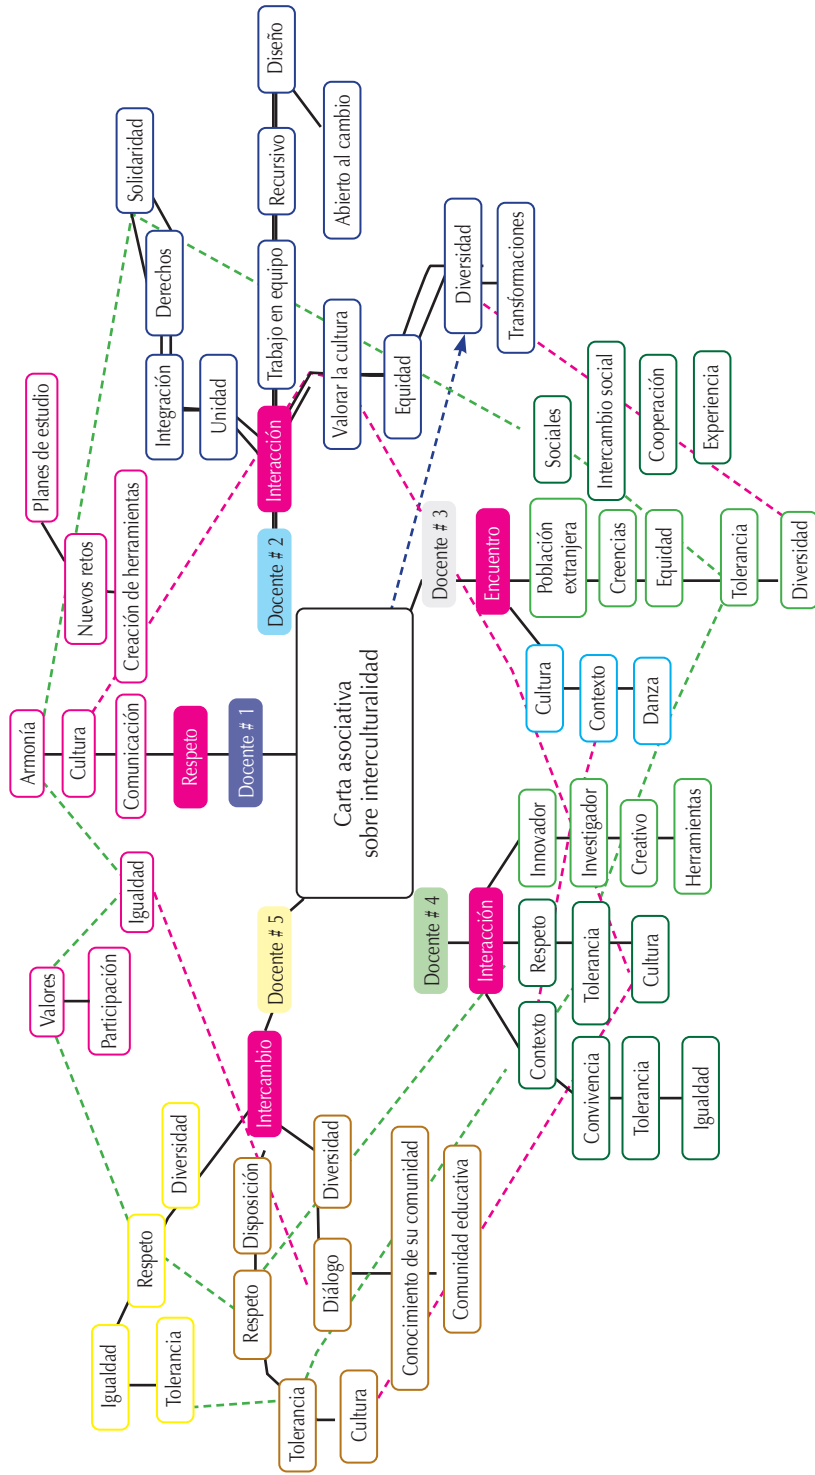 Carta asociativa
sobre interculturalidad
Docente # 1
Respeto
Comunicación
Cultura
Armonía
Creación de herramientas
Nuevos retos
Planes de estudio
Igualdad
Valores
Participación
Docente # 2
Interacción
Unidad
Integración
Derechos
Solidaridad
Trabajo en equipo
Recursivo
Diseño
Abierto al cambio
Valorar la cultura
Equidad
Diversidad
Transformaciones
Docente # 3
Encuentro
Población
extranjera
Creencias
Equidad
Tolerancia
Diversidad
Sociales
Intercambio social
Cooperación
Experiencia
Cultura
Contexto
Danza
Docente # 4
Interacción
Innovador
Investigador
Creativo
Herramientas
Respeto
Tolerancia
Cultura
Contexto
Convivencia
Tolerancia
Igualdad
Docente # 5
Intercambio
Diversidad
Respeto
Igualdad
Tolerancia
Disposición
Respeto
Tolerancia
Cultura
Diversidad
Diálogo
Conocimiento de su comunidad
Comunidad educativa